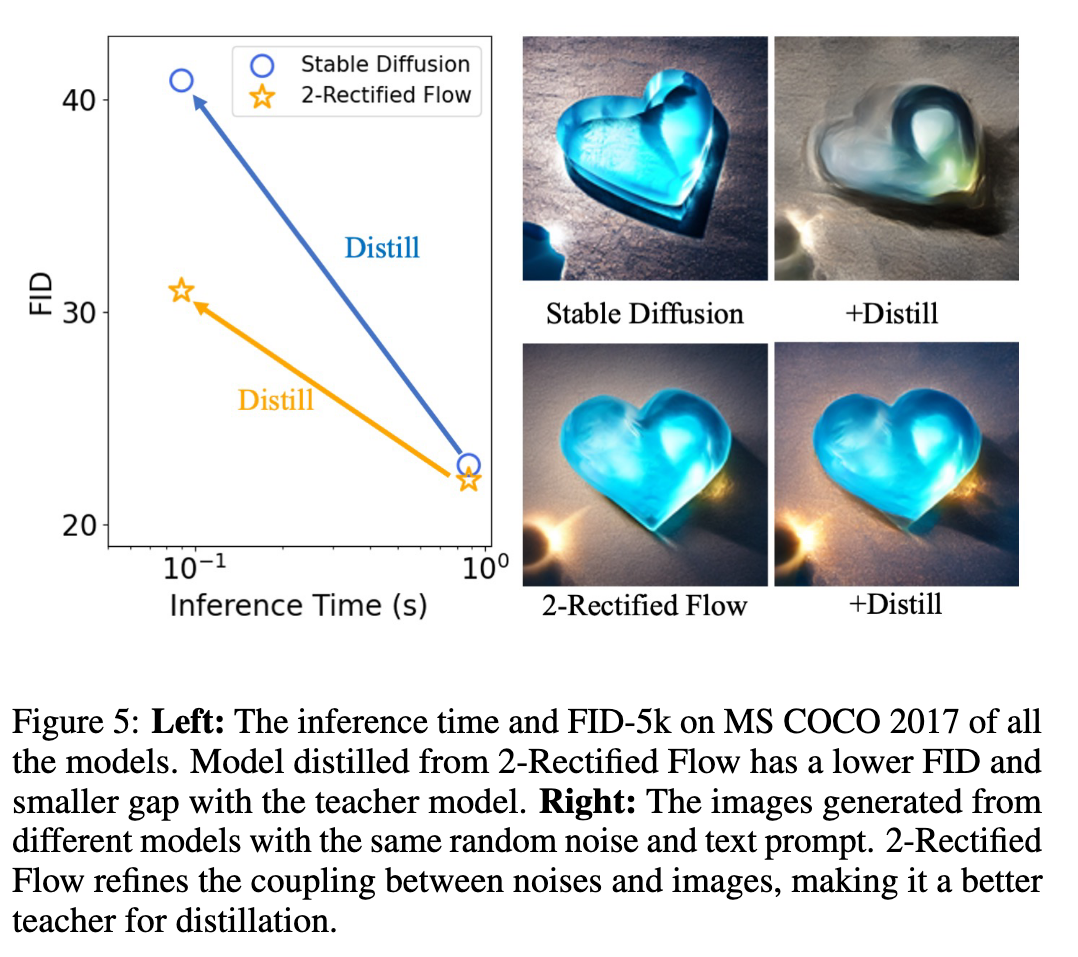 Stable Diffusion
2-Rectified Flow
40
30
20
FID
Distill
Distill
10⁻¹
10⁰
Inference Time (s)
Stable Diffusion
+Distill
2-Rectified Flow
+Distill
Figure 5: Left: The inference time and FID-5k on MS COCO 2017 of all
the models. Model distilled from 2-Rectified Flow has a lower FID and
smaller gap with the teacher model. Right: The images generated from
different models with the same random noise and text prompt. 2-Rectified
Flow refines the coupling between noises and images, making it a better
teacher for distillation.